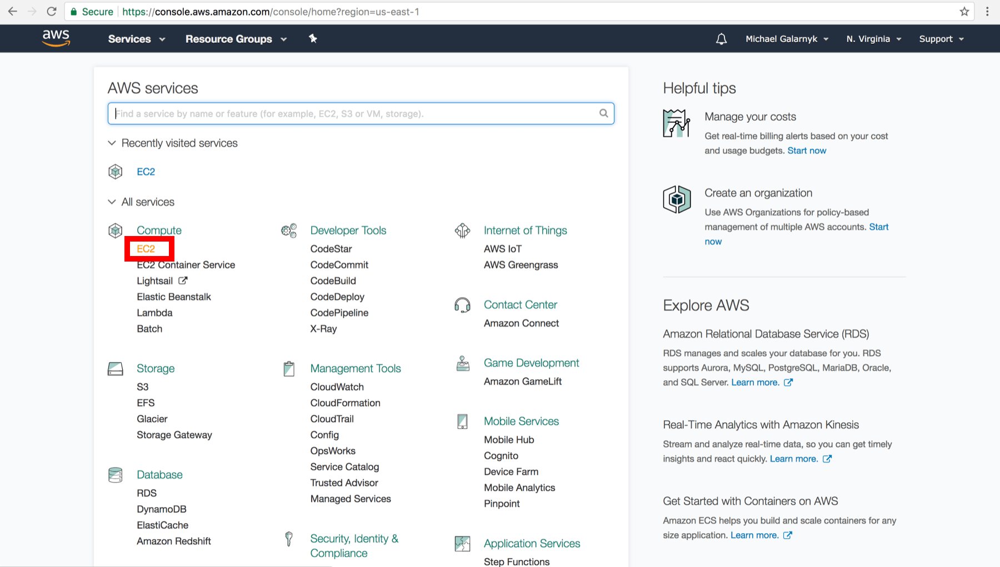 Secure https://console.aws.amazon.com/console/home?region=us-east-1
aws Services Resource Groups Michael Galarnyk N. Virginia Support
AWS services
Find a service by name or feature (for example, EC2, S3 or VM, storage).
Recently visited services
EC2
All services
Compute
EC2
EC2 Container Service
Lightsail
Elastic Beanstalk
Lambda
Batch
Storage
S3
EFS
Glacier
Storage Gateway
Database
RDS
DynamoDB
ElastiCache
Amazon Redshift
Developer Tools
CodeStar
CodeCommit
CodeBuild
CodeDeploy
CodePipeline
X-Ray
Management Tools
CloudWatch
CloudFormation
CloudTrail
Config
OpsWorks
Service Catalog
Trusted Advisor
Managed Services
Security, Identity &
Compliance
Internet of Things
AWS IoT
AWS Greengrass
Contact Center
Amazon Connect
Game Development
Amazon GameLift
Mobile Services
Mobile Hub
Cognito
Device Farm
Mobile Analytics
Pinpoint
Application Services
Step Functions
Helpful tips
Manage your costs
Get real-time billing alerts based on your cost
and usage budgets. Start now
Create an organization
Use AWS Organizations for policy-based
management of multiple AWS accounts. Start
now
Explore AWS
Amazon Relational Database Service (RDS)
RDS manages and scales your database for you. RDS
supports Aurora, MySQL, PostgreSQL, MariaDB, Oracle,
and SQL Server. Learn more.
Real-Time Analytics with Amazon Kinesis
Stream and analyze real-time data, so you can get timely
insights and react quickly. Learn more.
Get Started with Containers on AWS
Amazon ECS helps you build and scale containers for any
size application. Learn more.